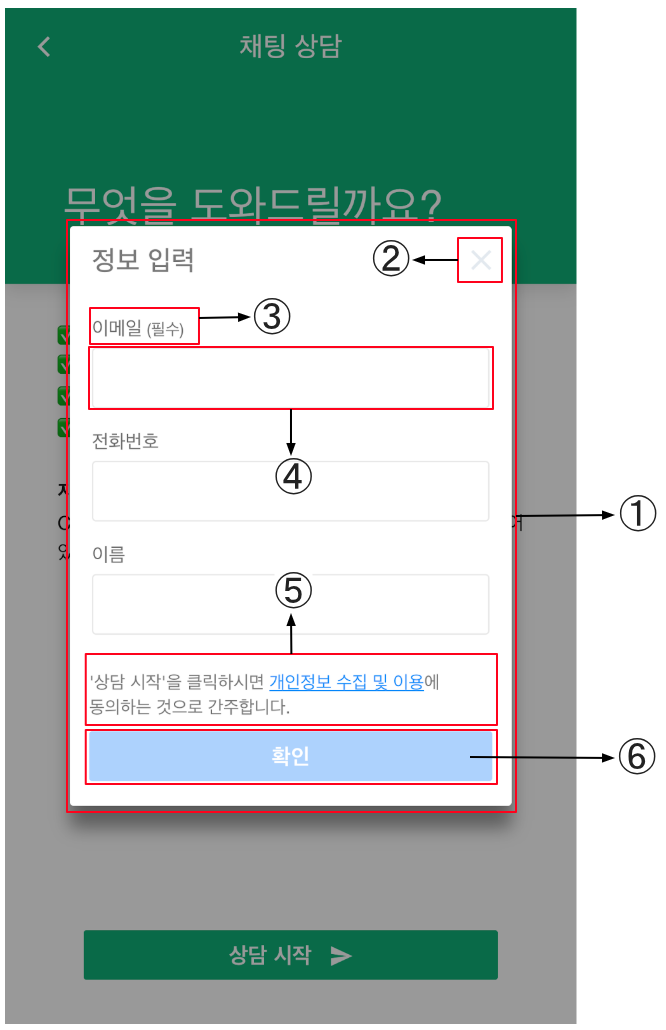 채팅 상담
무엇을 도와드릴까요?
정보 입력
②
이메일 (필수)
③
전화번호
④
①
이름
⑤
'상담 시작'을 클릭하시면 개인정보 수집 및 이용에
동의하는 것으로 간주합니다.
확인
⑥
상담 시작